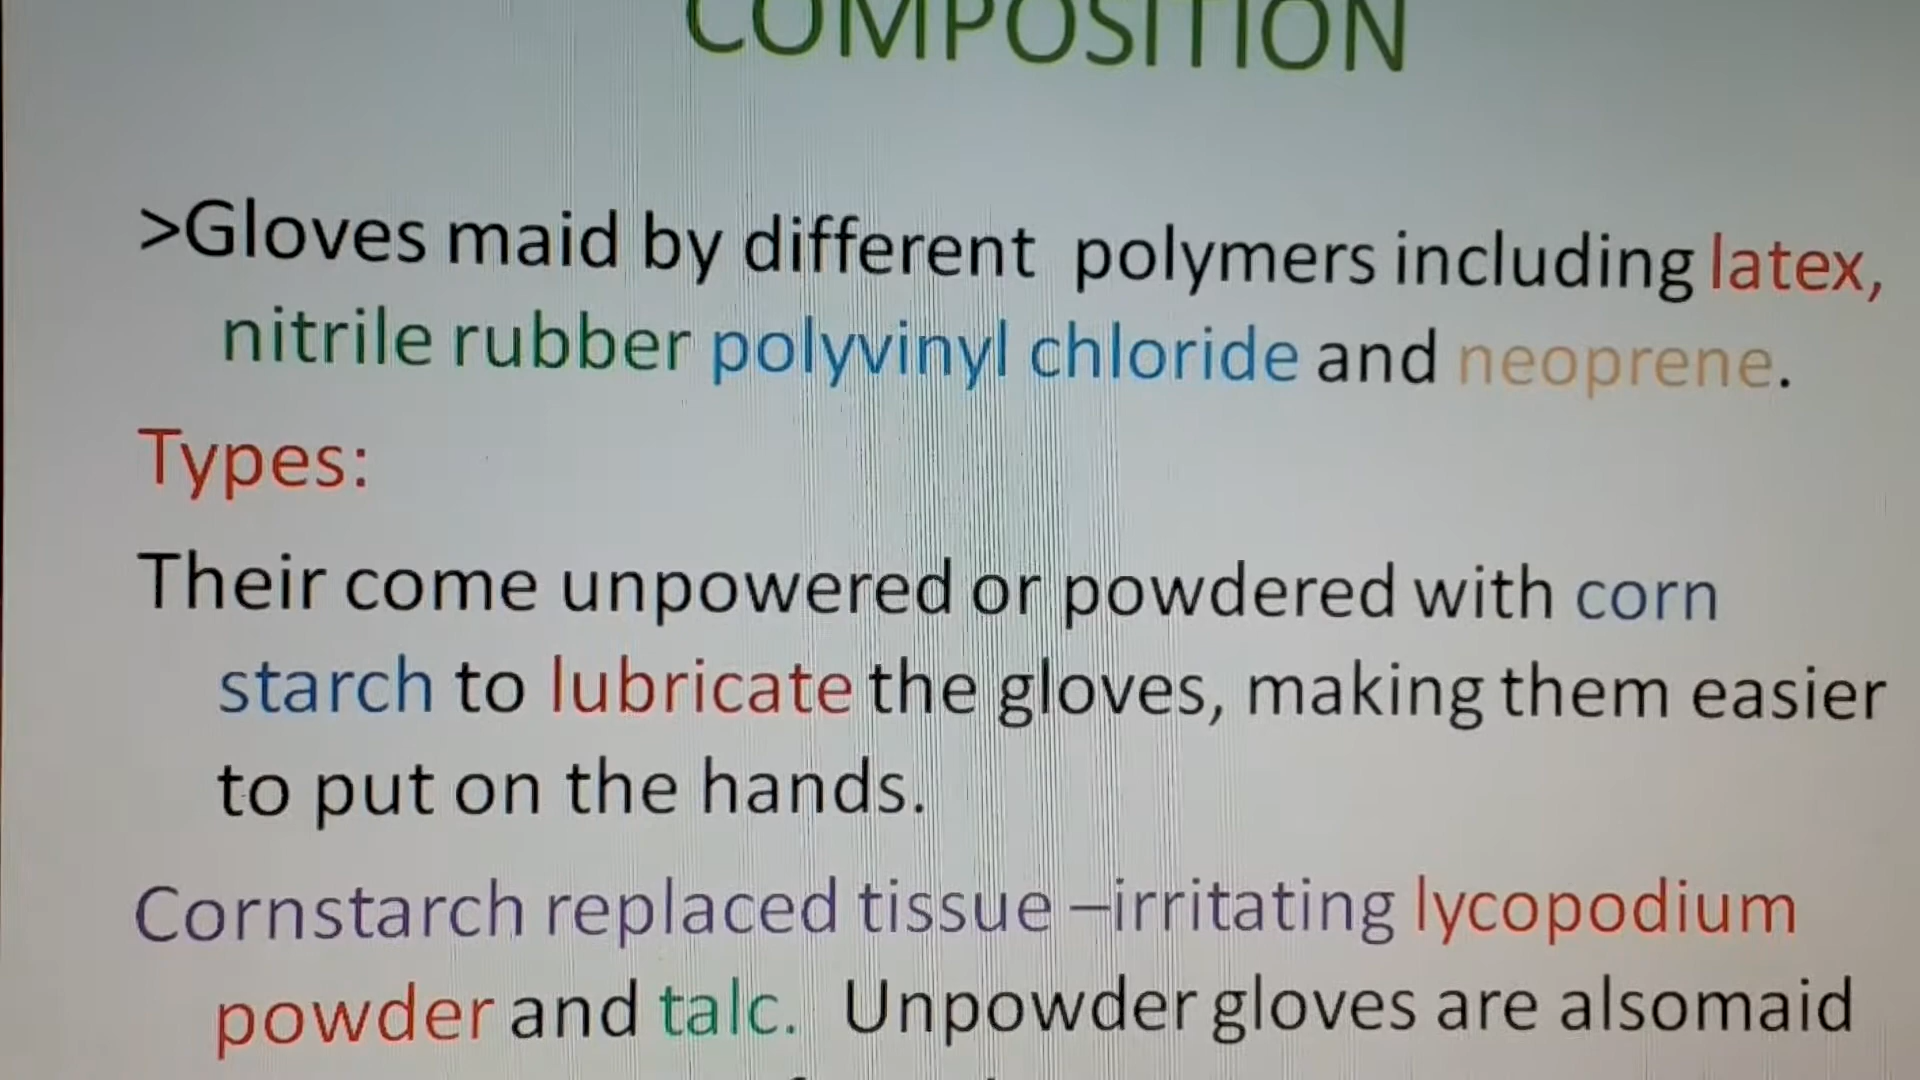 COMPOSITION
>Gloves maid by different polymers including latex,
nitrile rubber polyvinyl chloride and neoprene.
Types:
Their come unpowered or powdered with corn
starch to lubricate the gloves, making them easier
to put on the hands.
Cornstarch replaced tissue –irritating lycopodium
powder and talc. Unpowder gloves are alsomaid